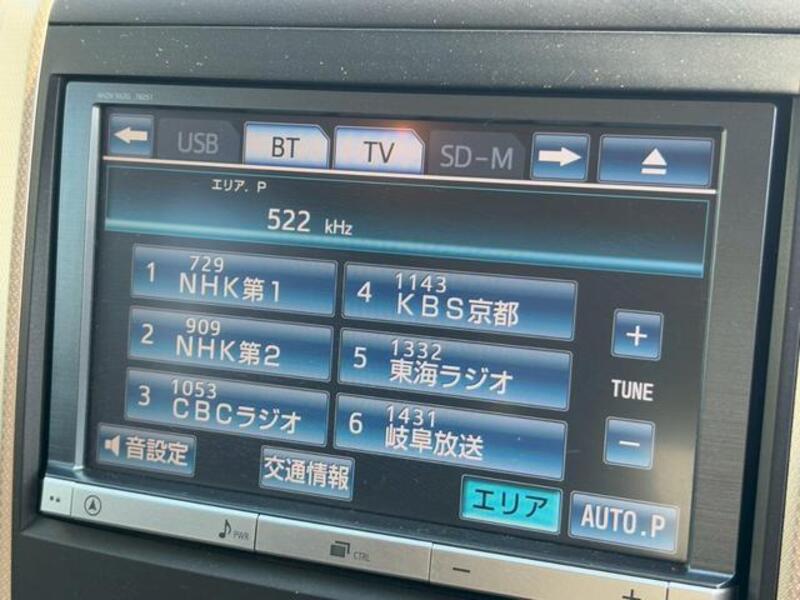 USB BT TV SD-M
エリア. P
522 kHz
1 729 NHK第1
2 909 NHK第2
3 1053 CBCラジオ
4 1143 KBS京都
5 1332 東海ラジオ
6 1431 岐阜放送
+
TUNE
−
音設定
交通情報
エリア
AUTO.P
PWR
CTRL
−
+